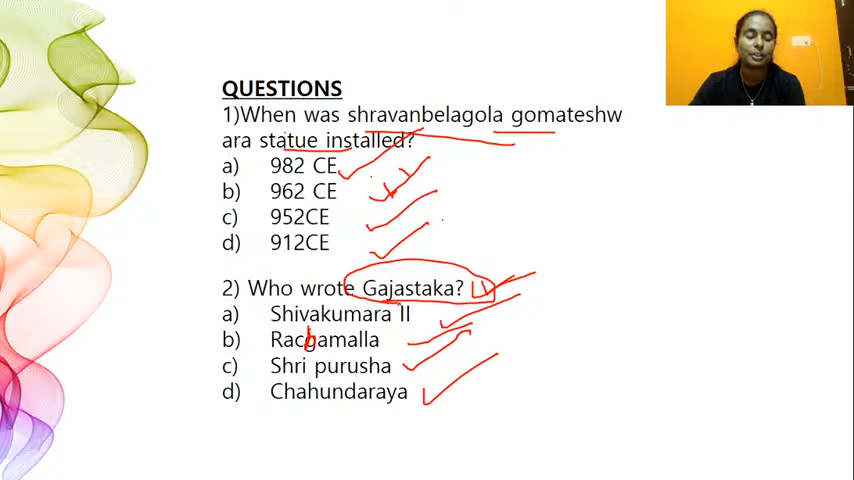 QUESTIONS
1)When was shravanbelagola gomateshw
ara statue installed?
a) 982 CE
b) 962 CE
c) 952CE
d) 912CE
2) Who wrote Gajastaka?
a) Shivakumara II
b) Rachamalla
c) Shri purusha
d) Chahundaraya